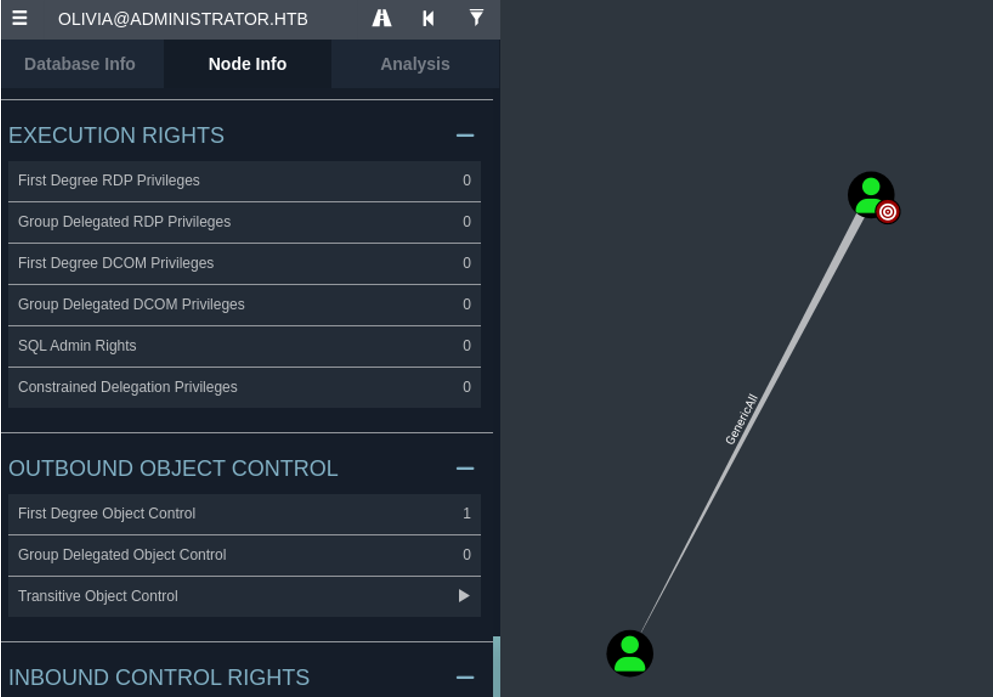 OLIVIA@ADMINISTRATOR.HTB
Database Info Node Info Analysis
EXECUTION RIGHTS
First Degree RDP Privileges 0
Group Delegated RDP Privileges 0
First Degree DCOM Privileges 0
Group Delegated DCOM Privileges 0
SQL Admin Rights 0
Constrained Delegation Privileges 0
OUTBOUND OBJECT CONTROL
First Degree Object Control 1
Group Delegated Object Control 0
Transitive Object Control
INBOUND CONTROL RIGHTS
GenericAll